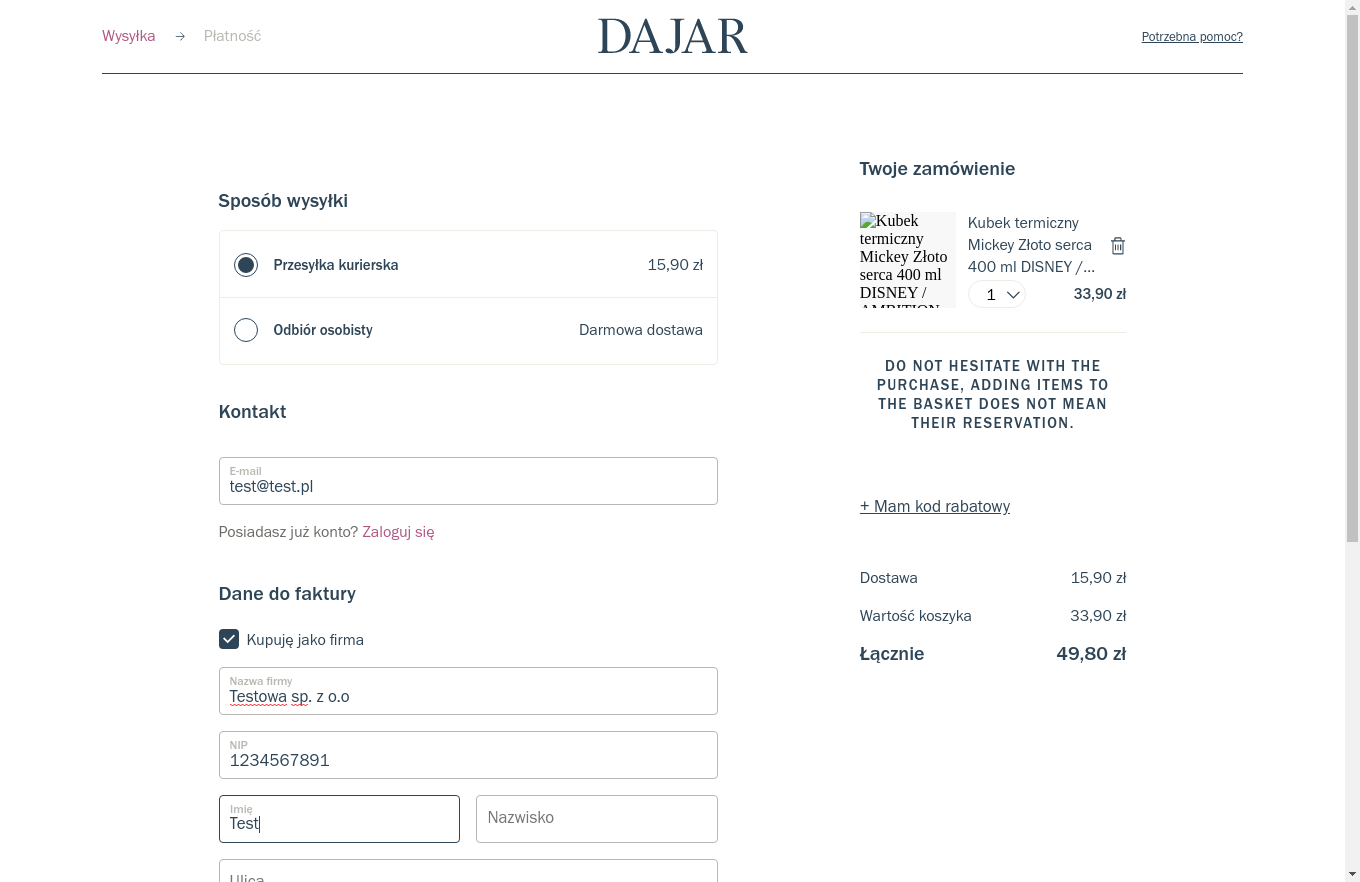 Wysyłka → Płatność
DAJAR
Potrzebna pomoc?
Sposób wysyłki
Przesyłka kurierska 15,90 zł
Odbiór osobisty Darmowa dostawa
Kontakt
E-mail
test@test.pl
Posiadasz już konto? Zaloguj się
Dane do faktury
Kupuję jako firma
Nazwa firmy
Testowa sp. z o.o
NIP
1234567891
Imię
Test
Nazwisko
Ulica
Twoje zamówienie
Kubek
termiczny
Mickey Złoto
serca 400 ml
DISNEY /
AMBITION
Kubek termiczny
Mickey Złoto serca
400 ml DISNEY /...
1 33,90 zł
DO NOT HESITATE WITH THE
PURCHASE, ADDING ITEMS TO
THE BASKET DOES NOT MEAN
THEIR RESERVATION.
+ Mam kod rabatowy
Dostawa 15,90 zł
Wartość koszyka 33,90 zł
Łącznie 49,80 zł